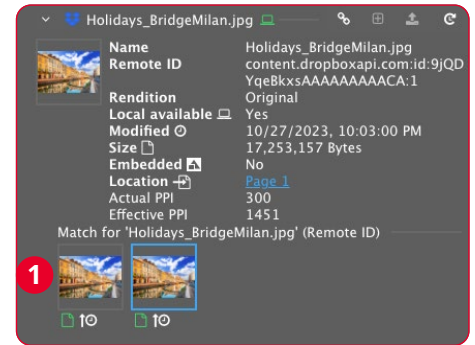 Holidays_BridgeMilan.jpg
Name Holidays_BridgeMilan.jpg
Remote ID content.dropboxapi.com:id:9jQD
YqeBkxsAAAAAAAAACA:1
Rendition Original
Local available Yes
Modified 10/27/2023, 10:03:00 PM
Size 17,253,157 Bytes
Embedded No
Location Page 1
Actual PPI 300
Effective PPI 1451
Match for 'Holidays_BridgeMilan.jpg' (Remote ID)
1